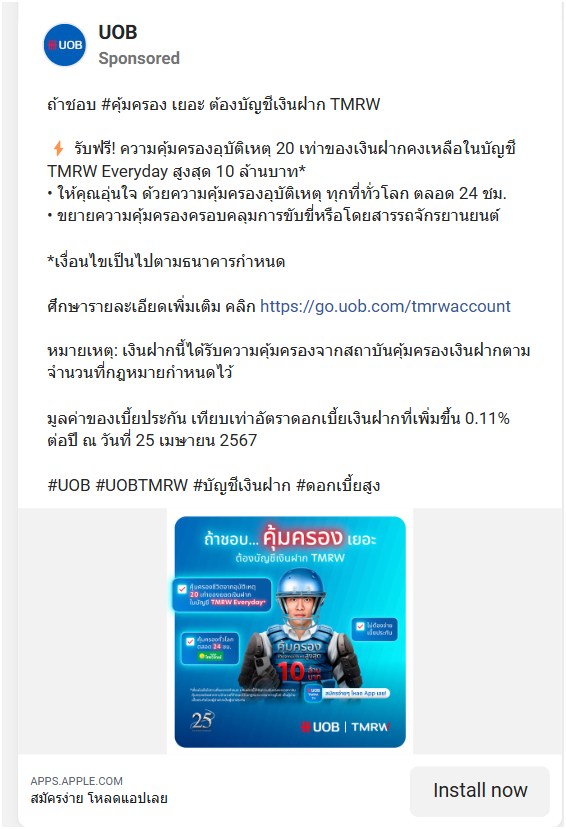 UOB
UOB
Sponsored
ถ้าชอบ #คุ้มครอง เยอะ ต้องบัญชีเงินฝาก TMRW
⚡ รับฟรี! ความคุ้มครองอุบัติเหตุ 20 เท่าของเงินฝากคงเหลือในบัญชี
TMRW Everyday สูงสุด 10 ล้านบาท*
• ให้คุณอุ่นใจ ด้วยความคุ้มครองอุบัติเหตุ ทุกที่ทั่วโลก ตลอด 24 ชม.
• ขยายความคุ้มครองครอบคลุมการขับขี่หรือโดยสารรถจักรยานยนต์
*เงื่อนไขเป็นไปตามธนาคารกำหนด
ศึกษารายละเอียดเพิ่มเติม คลิก https://go.uob.com/tmrwaccount
หมายเหตุ: เงินฝากนี้ได้รับความคุ้มครองจากสถาบันคุ้มครองเงินฝากตาม
จำนวนที่กฎหมายกำหนดไว้
มูลค่าของเบี้ยประกัน เทียบเท่าอัตราดอกเบี้ยเงินฝากที่เพิ่มขึ้น 0.11%
ต่อปี ณ วันที่ 25 เมษายน 2567
#UOB #UOBTMRW #บัญชีเงินฝาก #ดอกเบี้ยสูง
ถ้าชอบ... คุ้มครอง เยอะ
ต้องบัญชีเงินฝาก TMRW
คุ้มครองชีวิตจากอุบัติเหตุ
20 เท่าของยอดเงินฝาก
ในบัญชี TMRW Everyday*
ไม่ต้องจ่าย
เบี้ยประกัน
คุ้มครองทั่วโลก
ตลอด 24 ชม.
คุ้มครอง
สูงสุด
10 ล้าน
บาท
สมัครง่ายๆ โหลด App เลย!
25
UOB | TMRW
APPS.APPLE.COM
สมัครง่าย โหลดแอปเลย
Install now